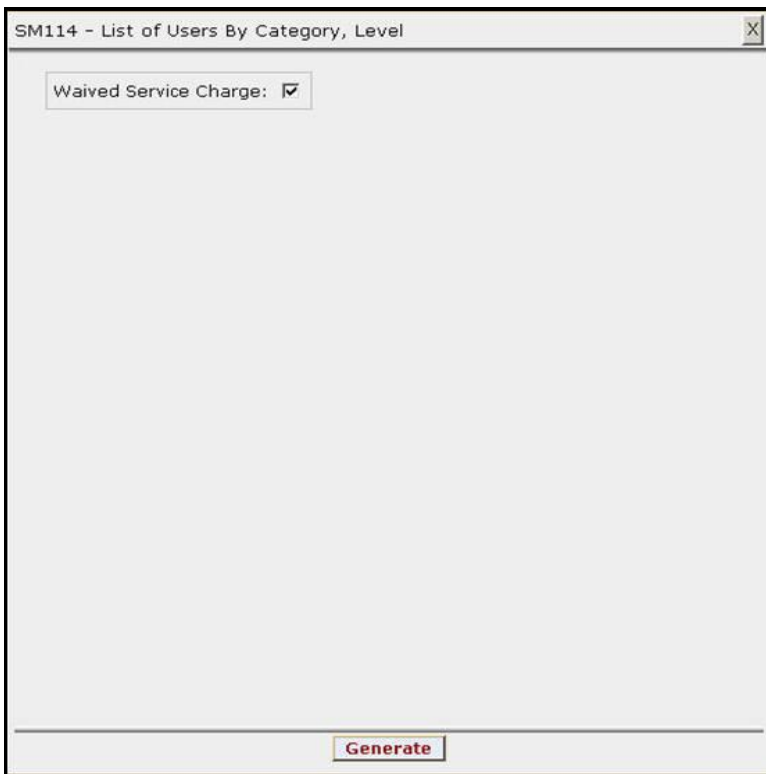 SM114 - List of Users By Category, Level
X
Waived Service Charge:
Generate